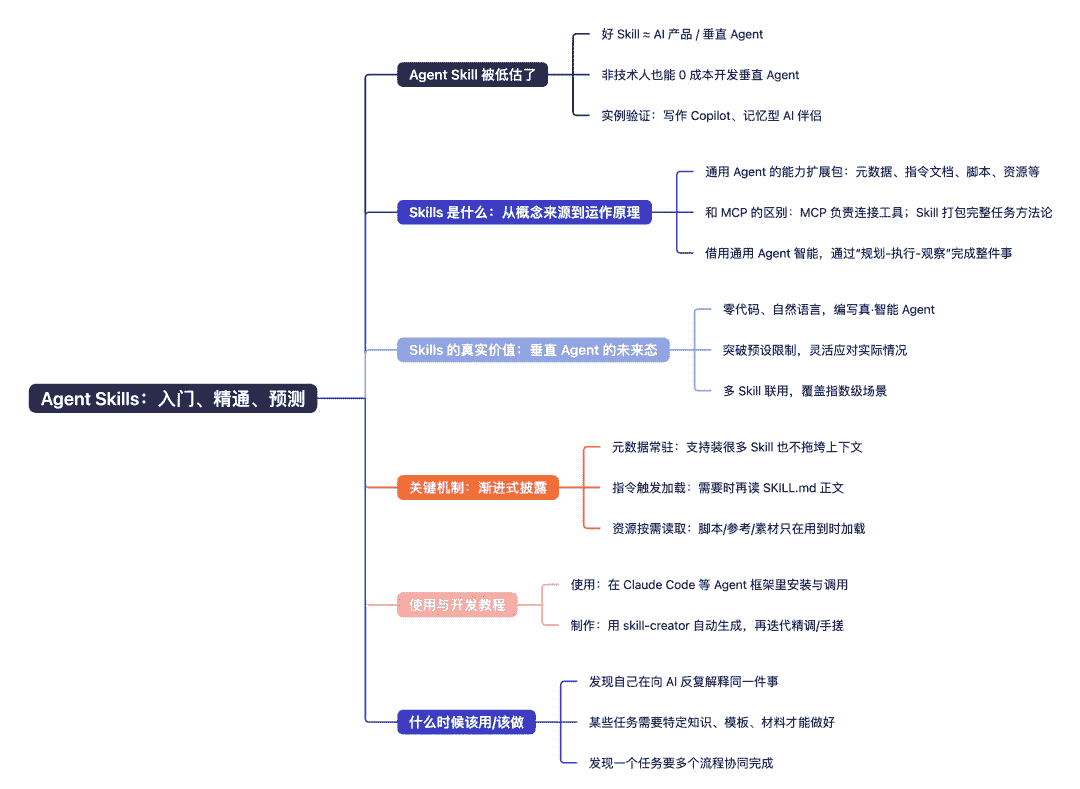 Agent Skills：入门、精通、预测
Agent Skill 被低估了
好 Skill ≈ AI 产品 / 垂直 Agent
非技术人也能 0 成本开发垂直 Agent
实例验证：写作 Copilot、记忆型 AI 伴侣
Skills 是什么：从概念来源到运作原理
通用 Agent 的能力扩展包：元数据、指令文档、脚本、资源等
和 MCP 的区别：MCP 负责连接工具；Skill 打包完整任务方法论
借用通用 Agent 智能，通过“规划-执行-观察”完成整件事
Skills 的真实价值：垂直 Agent 的未来态
零代码、自然语言，编写真·智能 Agent
突破预设限制，灵活应对实际情况
多 Skill 联用，覆盖指数级场景
关键机制：渐进式披露
元数据常驻：支持装很多 Skill 也不拖垮上下文
指令触发加载：需要时再读 SKiLL.md 正文
资源按需读取：脚本/参考/素材只在用到时加载
使用与开发教程
使用：在 Claude Code 等 Agent 框架里安装与调用
制作：用 skill-creator 自动生成，再迭代精调/手搓
什么时候该用/该做
发现自己在向 AI 反复解释同一件事
某些任务需要特定知识、模板、材料才能做好
发现一个任务要多个流程协同完成